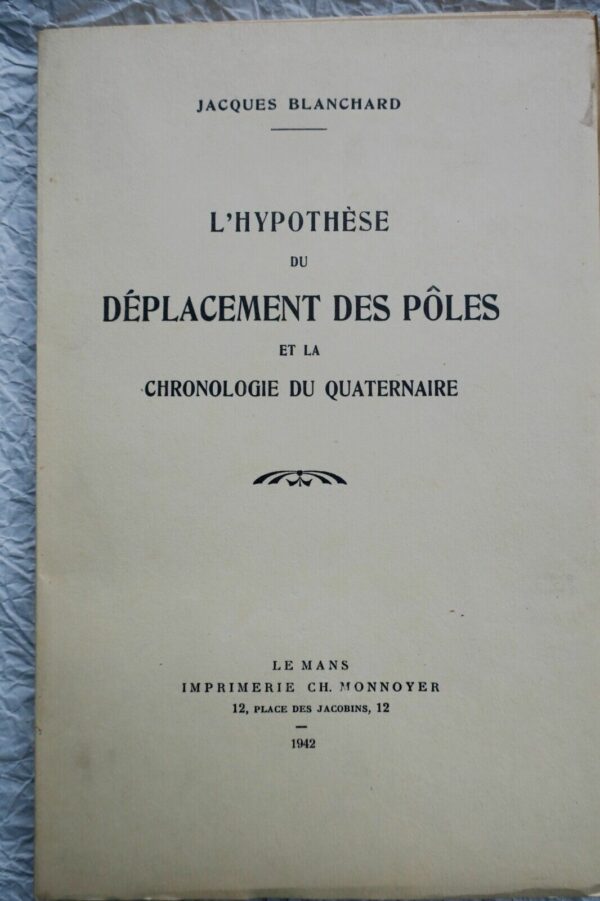 JACQUES BLANCHARD
L'HYPOTHÈSE
DU
DÉPLACEMENT DES PÔLES
ET LA
CHRONOLOGIE DU QUATERNAIRE
LE MANS
IMPRIMERIE CH. MONNOYER
12, PLACE DES JACOBINS, 12
1942